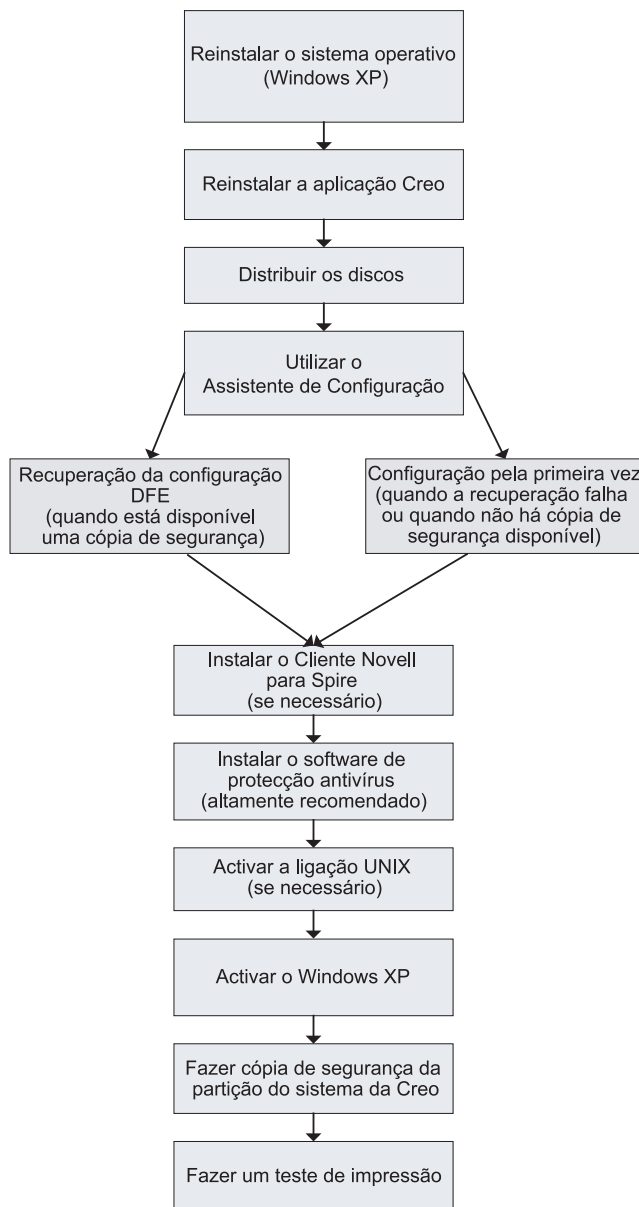 Reinstalar o sistema operativo
(Windows XP)
Reinstalar a aplicação Creo
Distribuir os discos
Utilizar o
Assistente de Configuração
Recuperação da configuração
DFE
(quando está disponível
uma cópia de segurança)
Configuração pela primeira vez
(quando a recuperação falha
ou quando não há cópia de
segurança disponível)
Instalar o Cliente Novell
para Spire
(se necessário)
Instalar o software de
protecção antivírus
(altamente recomendado)
Activar a ligação UNIX
(se necessário)
Activar o Windows XP
Fazer cópia de segurança da
partição do sistema da Creo
Fazer um teste de impressão